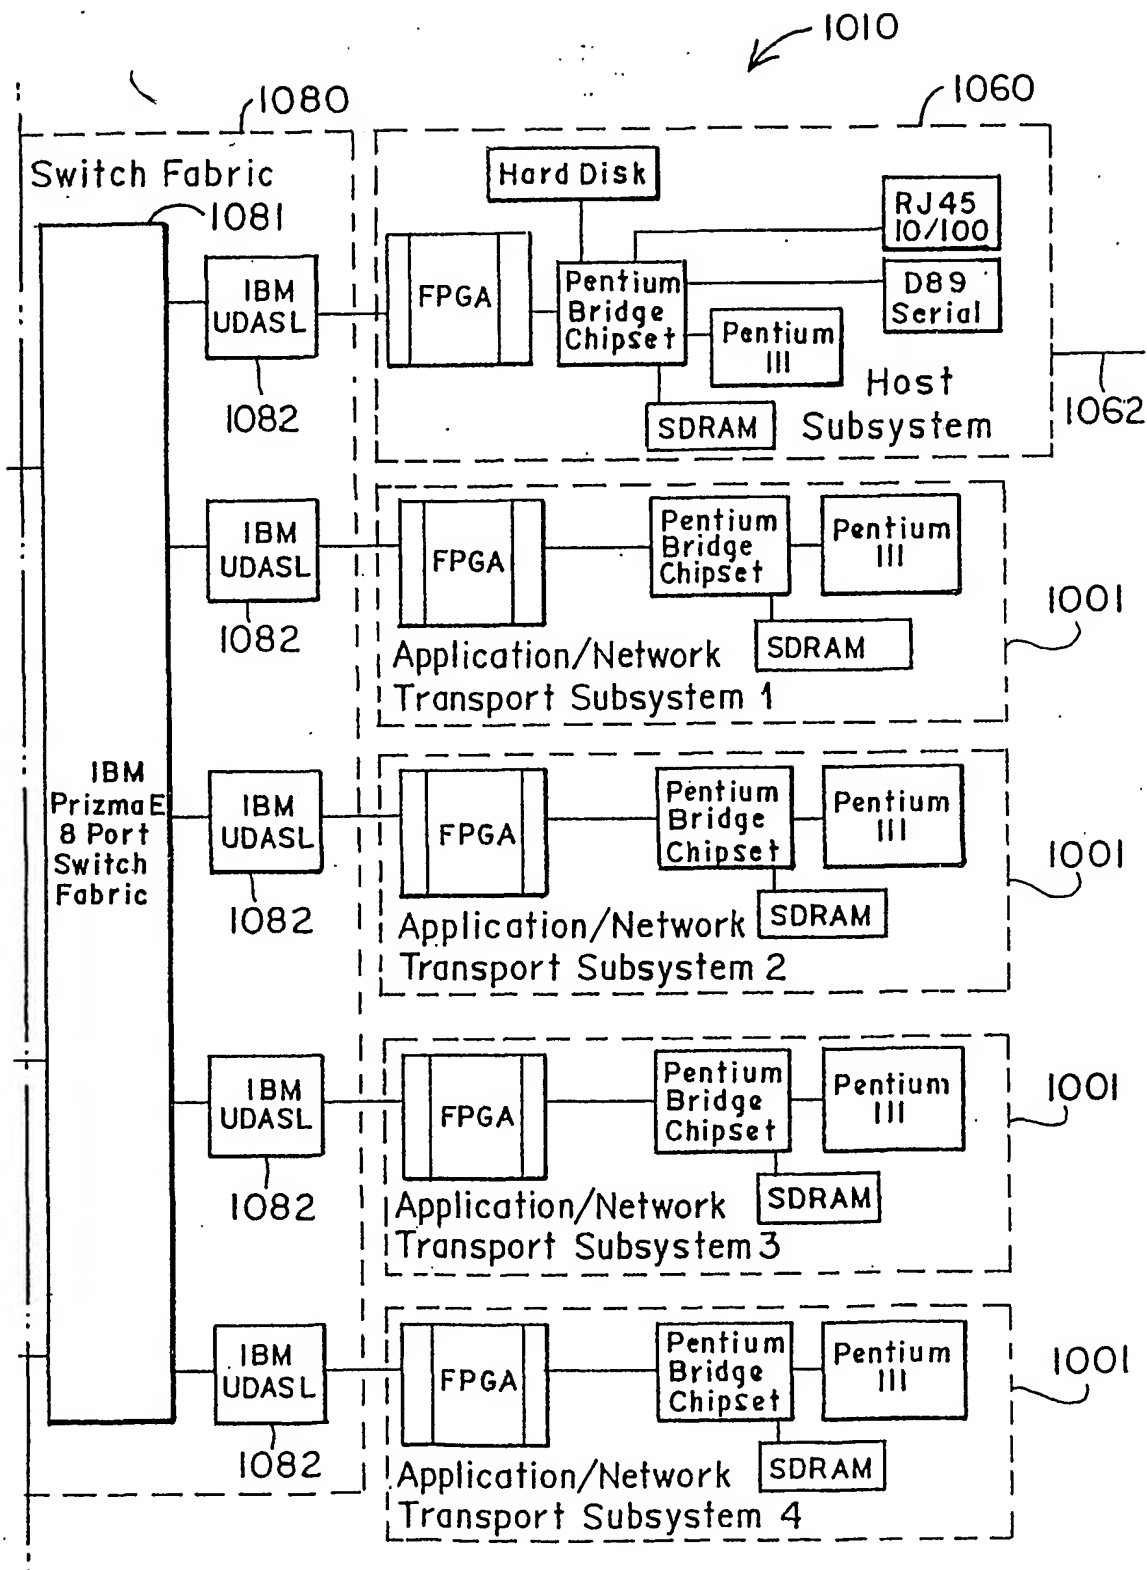 1010
1080
1060
Switch Fabric
1081
Hard Disk
RJ45
10/100
IBM
UDASL
FPGA
Pentium
Bridge
Chipset
D89
Serial
Pentium
III
1082
SDRAM
Host
Subsystem
1062
IBM
UDASL
FPGA
Pentium
Bridge
Chipset
Pentium
III
1082
SDRAM
1001
Application/Network
Transport Subsystem 1
IBM
PrizmaE
8 Port
Switch
Fabric
IBM
UDASL
FPGA
Pentium
Bridge
Chipset
Pentium
III
1082
SDRAM
1001
Application/Network
Transport Subsystem 2
IBM
UDASL
FPGA
Pentium
Bridge
Chipset
Pentium
III
1082
SDRAM
1001
Application/Network
Transport Subsystem 3
IBM
UDASL
FPGA
Pentium
Bridge
Chipset
Pentium
III
1082
SDRAM
1001
Application/Network
Transport Subsystem 4